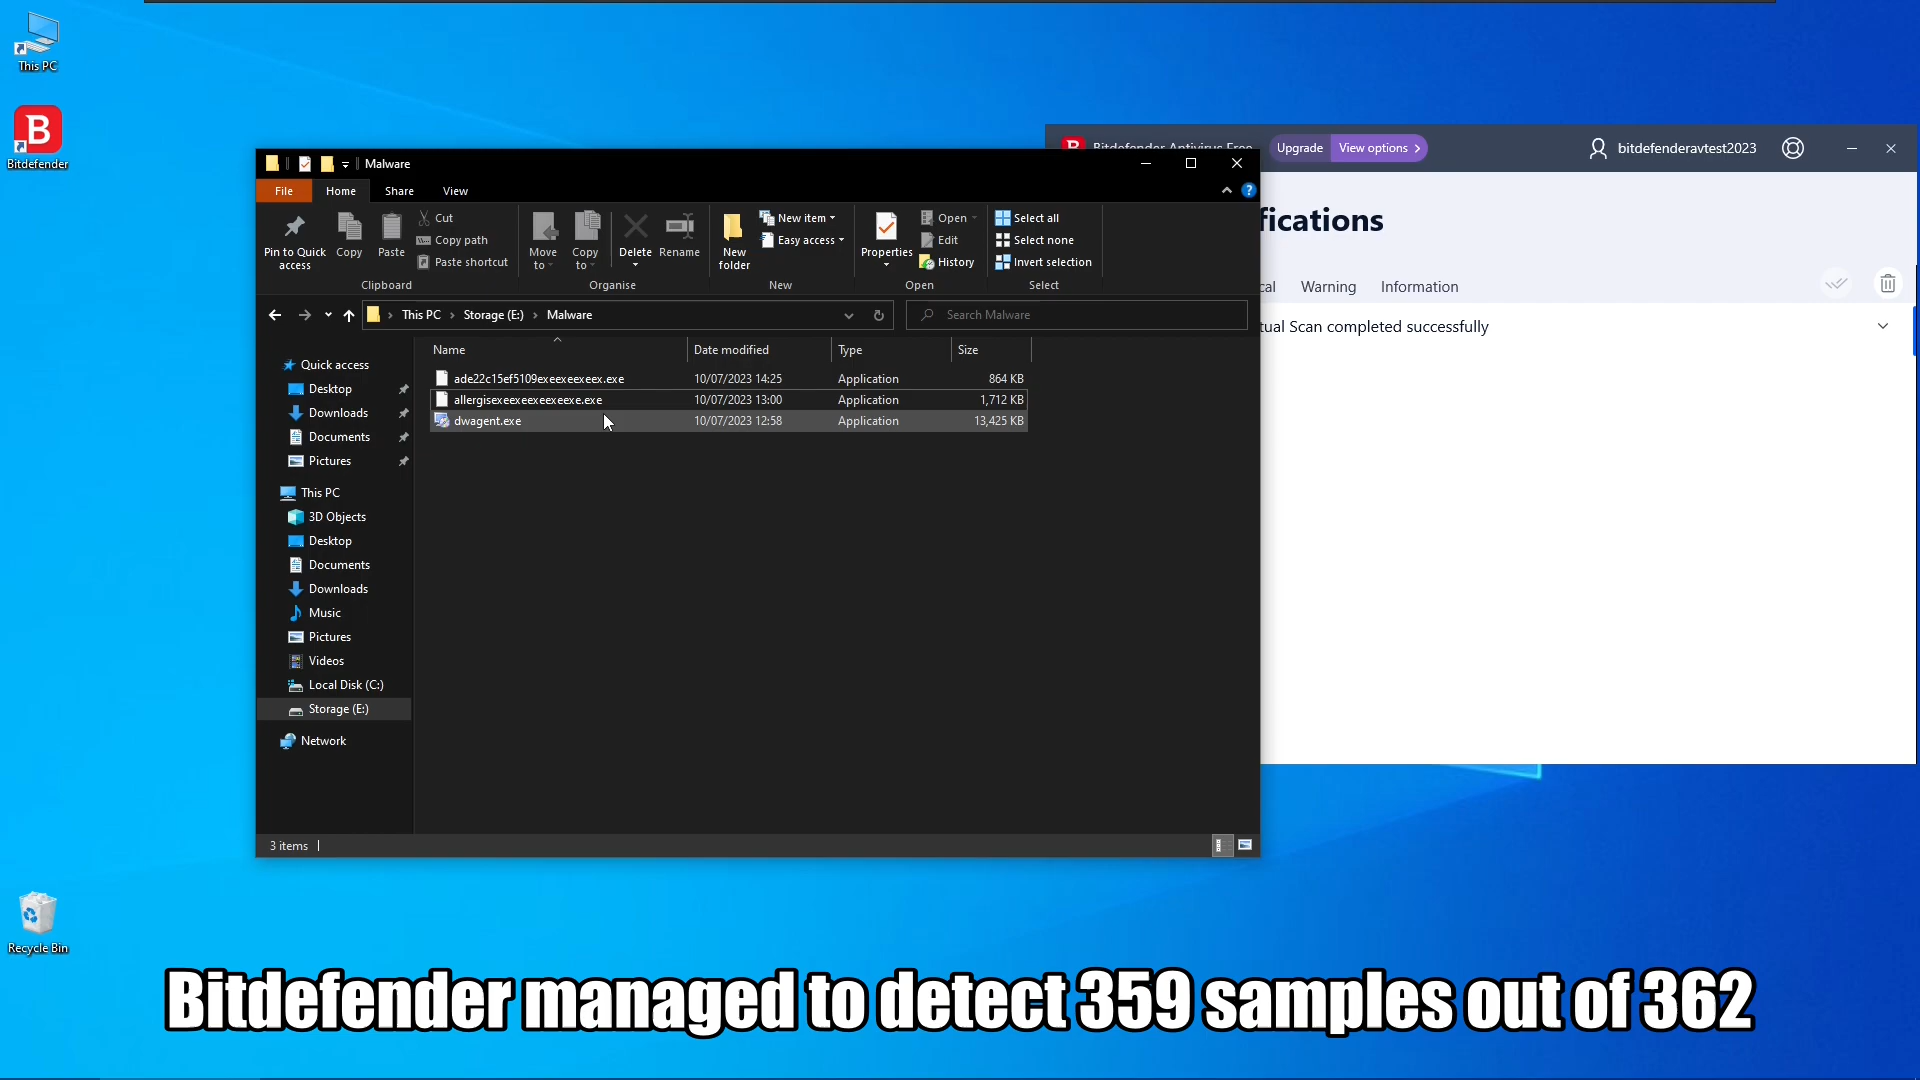 This PC
Bitdefender
Recycle Bin
Malware
File Home Share View
Pin to Quick access
Copy
Paste
Cut
Copy path
Paste shortcut
Clipboard
Move to
Copy to
Delete
Rename
Organise
New folder
New item
Easy access
New
Properties
Open
Edit
History
Open
Select all
Select none
Invert selection
Select
This PC > Storage (E:) > Malware
Search Malware
Quick access
Desktop
Downloads
Documents
Pictures
This PC
3D Objects
Desktop
Documents
Downloads
Music
Pictures
Videos
Local Disk (C:)
Storage (E:)
Network
Name Date modified Type Size
ade22c15ef5109exeexeexeex.exe 10/07/2023 14:25 Application 864 KB
allergisexeexeexeexeexe.exe 10/07/2023 13:00 Application 1,712 KB
dwagent.exe 10/07/2023 12:58 Application 13,425 KB
3 items
Bitdefender Antivirus Free
Upgrade View options >
bitdefenderavtest2023
fications
cal Warning Information
tual Scan completed successfully
Bitdefender managed to detect 359 samples out of 362